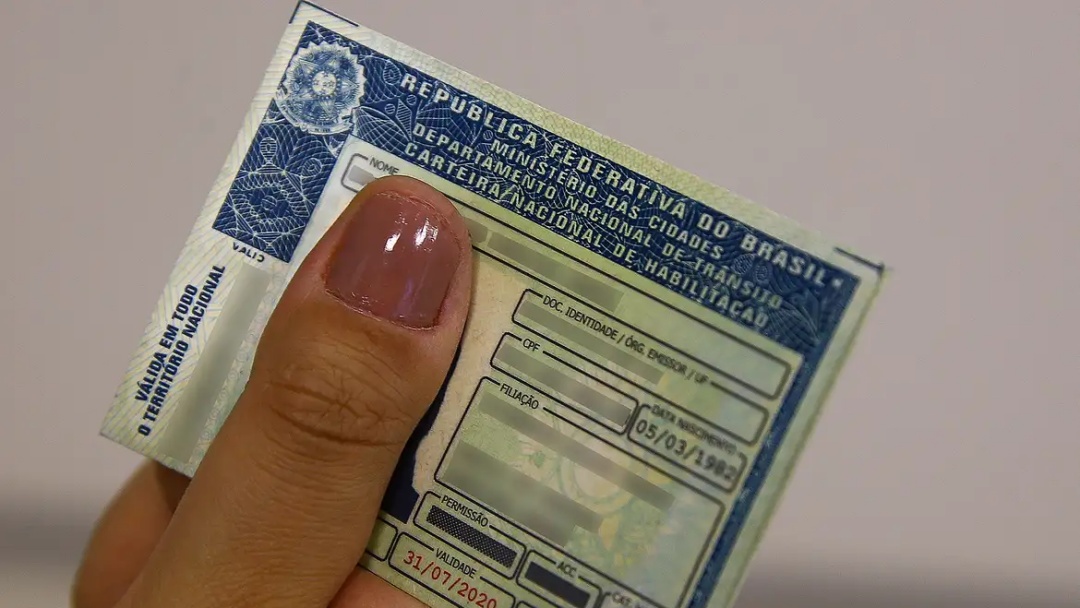 REPÚBLICA FEDERATIVA DO BRASIL
MINISTÉRIO DAS CIDADES
DEPARTAMENTO NACIONAL DE TRÂNSITO
CARTEIRA NACIONAL DE HABILITAÇÃO
NOME
DOC. IDENTIDADE / ÓRG. EMISSOR / UF
CPF
DATA NASCIMENTO
05/03/1982
FILIAÇÃO
PERMISSÃO
ACC
VALIDADE
31/07/2020
VÁLIDA EM TODO
O TERRITÓRIO NACIONAL